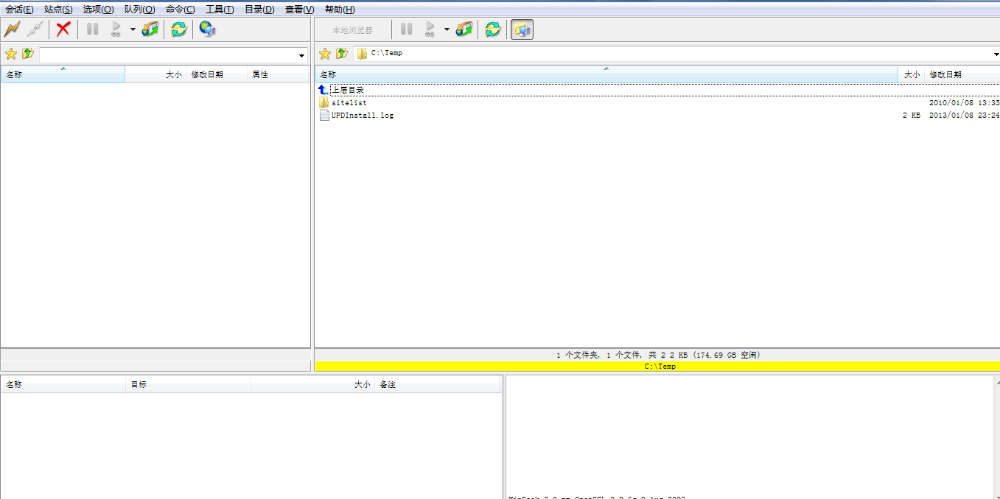 会话(E) 站点(S) 选项(O) 队列(Q) 命令(C) 工具(T) 目录(D) 查看(V) 帮助(H)
GO 本地浏览器 GO
C:\Temp
名称 大小 修改日期 属性
名称 大小 修改日期
上层目录
sitelist 2010/01/08 13:35
UPDInstall.log 2 KB 2013/01/08 23:24
1 个文件夹, 1 个文件, 共 2 2 KB (174.69 GB 空闲)
C:\Temp
名称 目标 大小 备注